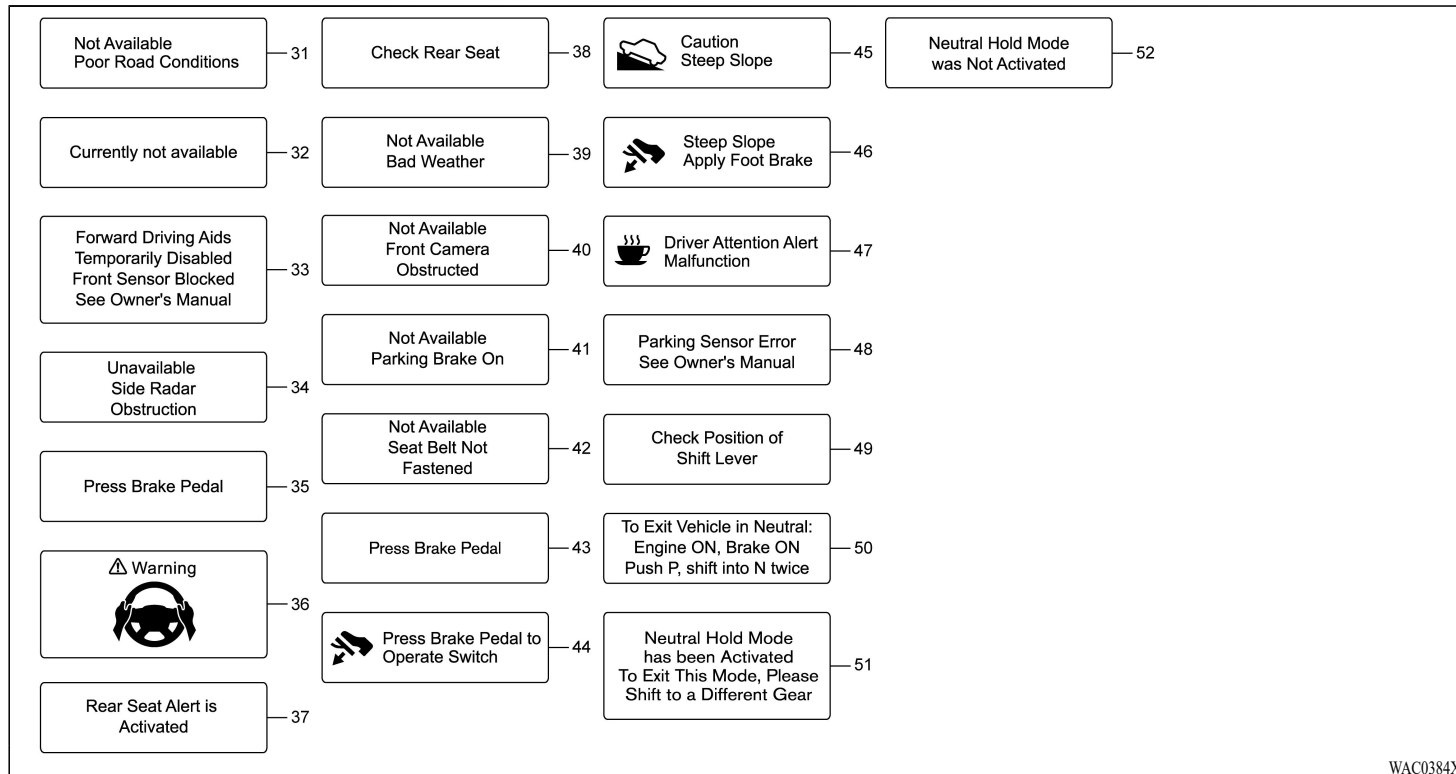 Not Available
Poor Road Conditions
31
Currently not available
32
Forward Driving Aids
Temporarily Disabled
Front Sensor Blocked
See Owner's Manual
33
Unavailable
Side Radar
Obstruction
34
Press Brake Pedal
35
Warning
36
Rear Seat Alert is
Activated
37
Check Rear Seat
38
Not Available
Bad Weather
39
Not Available
Front Camera
Obstructed
40
Not Available
Parking Brake On
41
Not Available
Seat Belt Not
Fastened
42
Press Brake Pedal
43
Press Brake Pedal to
Operate Switch
44
Caution
Steep Slope
45
Steep Slope
Apply Foot Brake
46
Driver Attention Alert
Malfunction
47
Parking Sensor Error
See Owner's Manual
48
Check Position of
Shift Lever
49
To Exit Vehicle in Neutral:
Engine ON, Brake ON
Push P, shift into N twice
50
Neutral Hold Mode
has been Activated
To Exit This Mode, Please
Shift to a Different Gear
51
Neutral Hold Mode
was Not Activated
52
WAC0384X